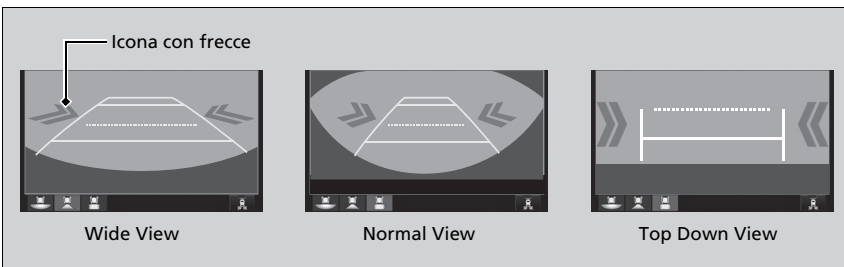 Icona con frecce
Wide View
Normal View
Top Down View